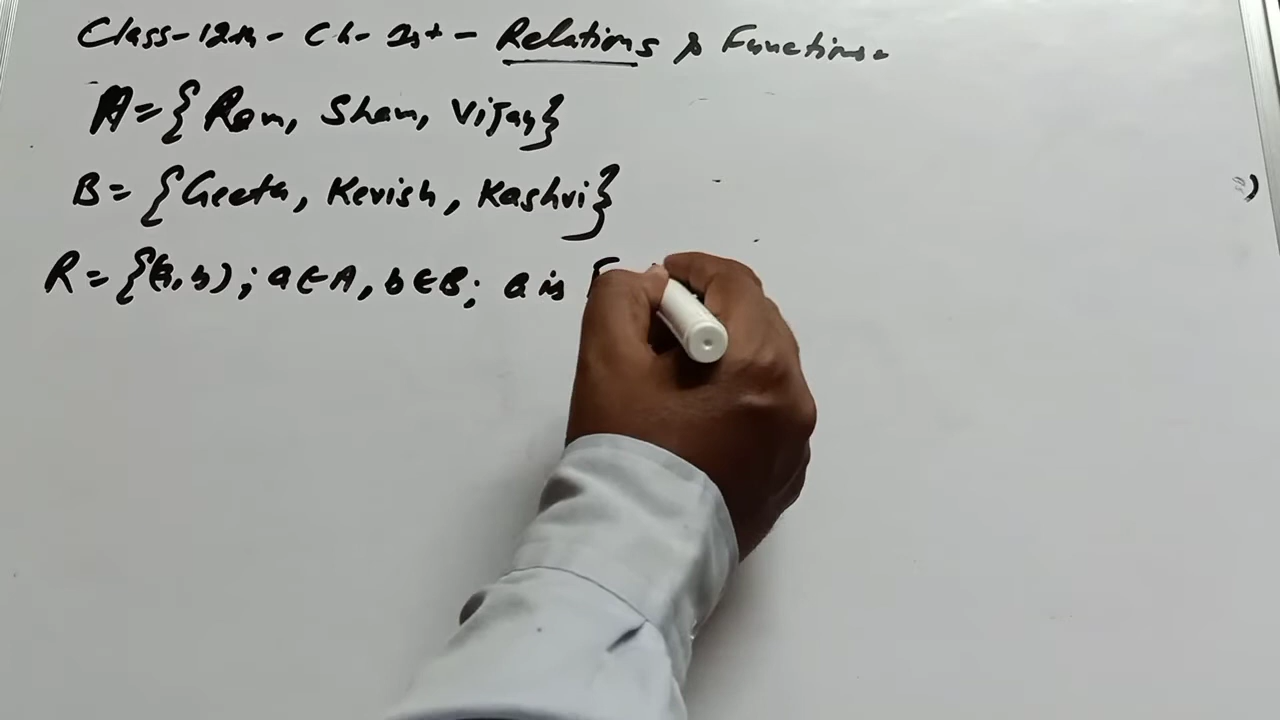 Class-12th - Ch-1st - Relations & Functions.
A = {Ram, Sham, Vijay}
B = {Geeta, Kevish, Kashvi}
R = {(a,b); a∈A, b∈B; a is F